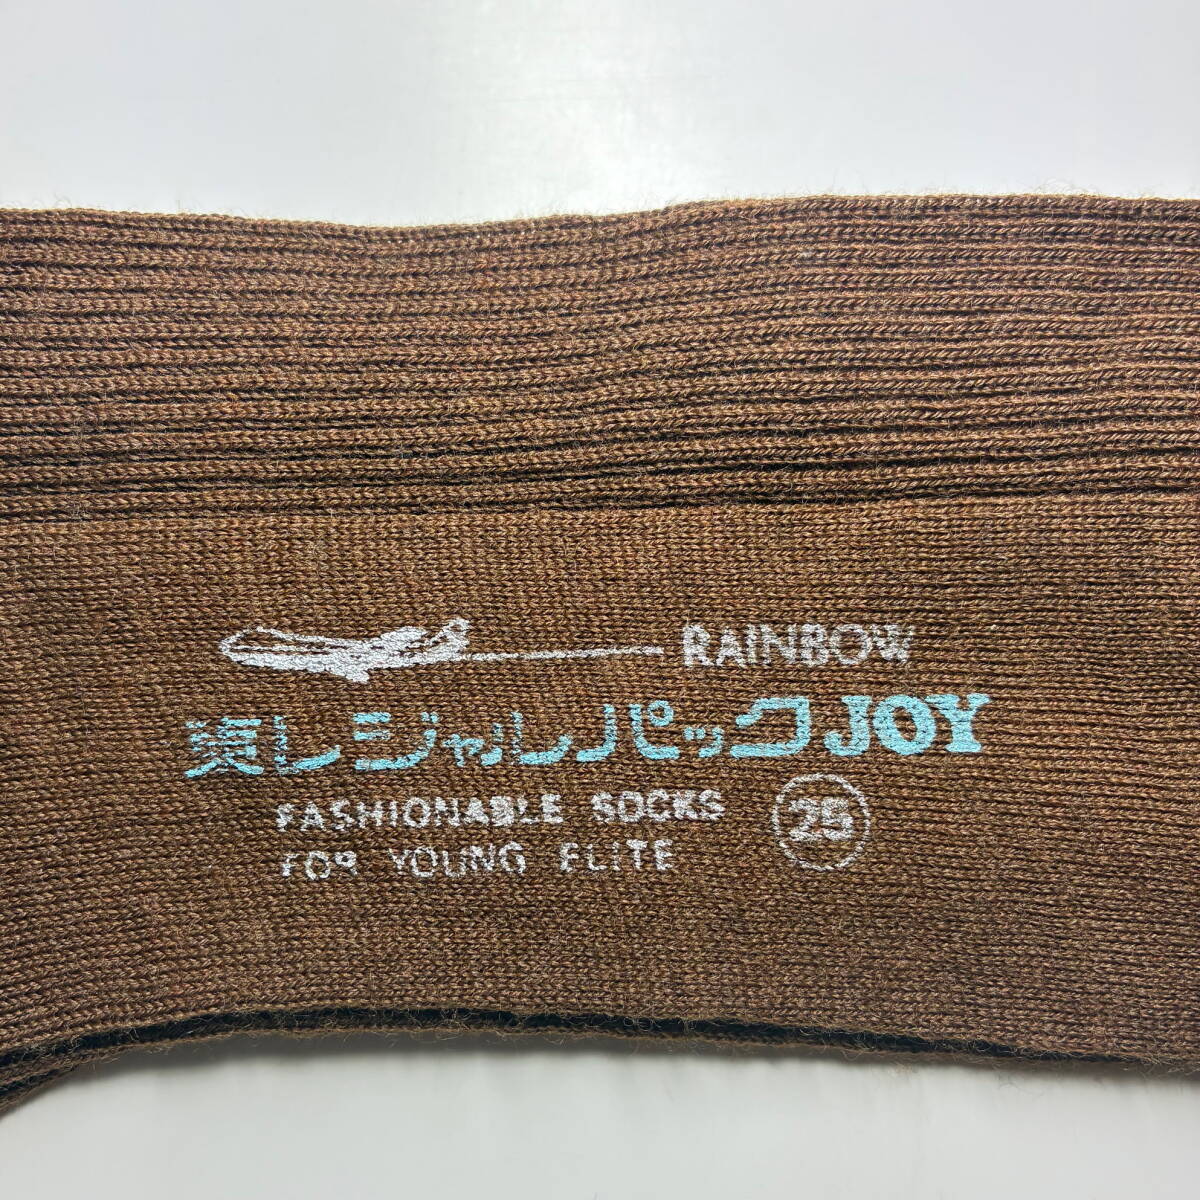 RAINBOW
東レジャルパックJOY
FASHIONABLE SOCKS
FOR YOUNG ELITE
25